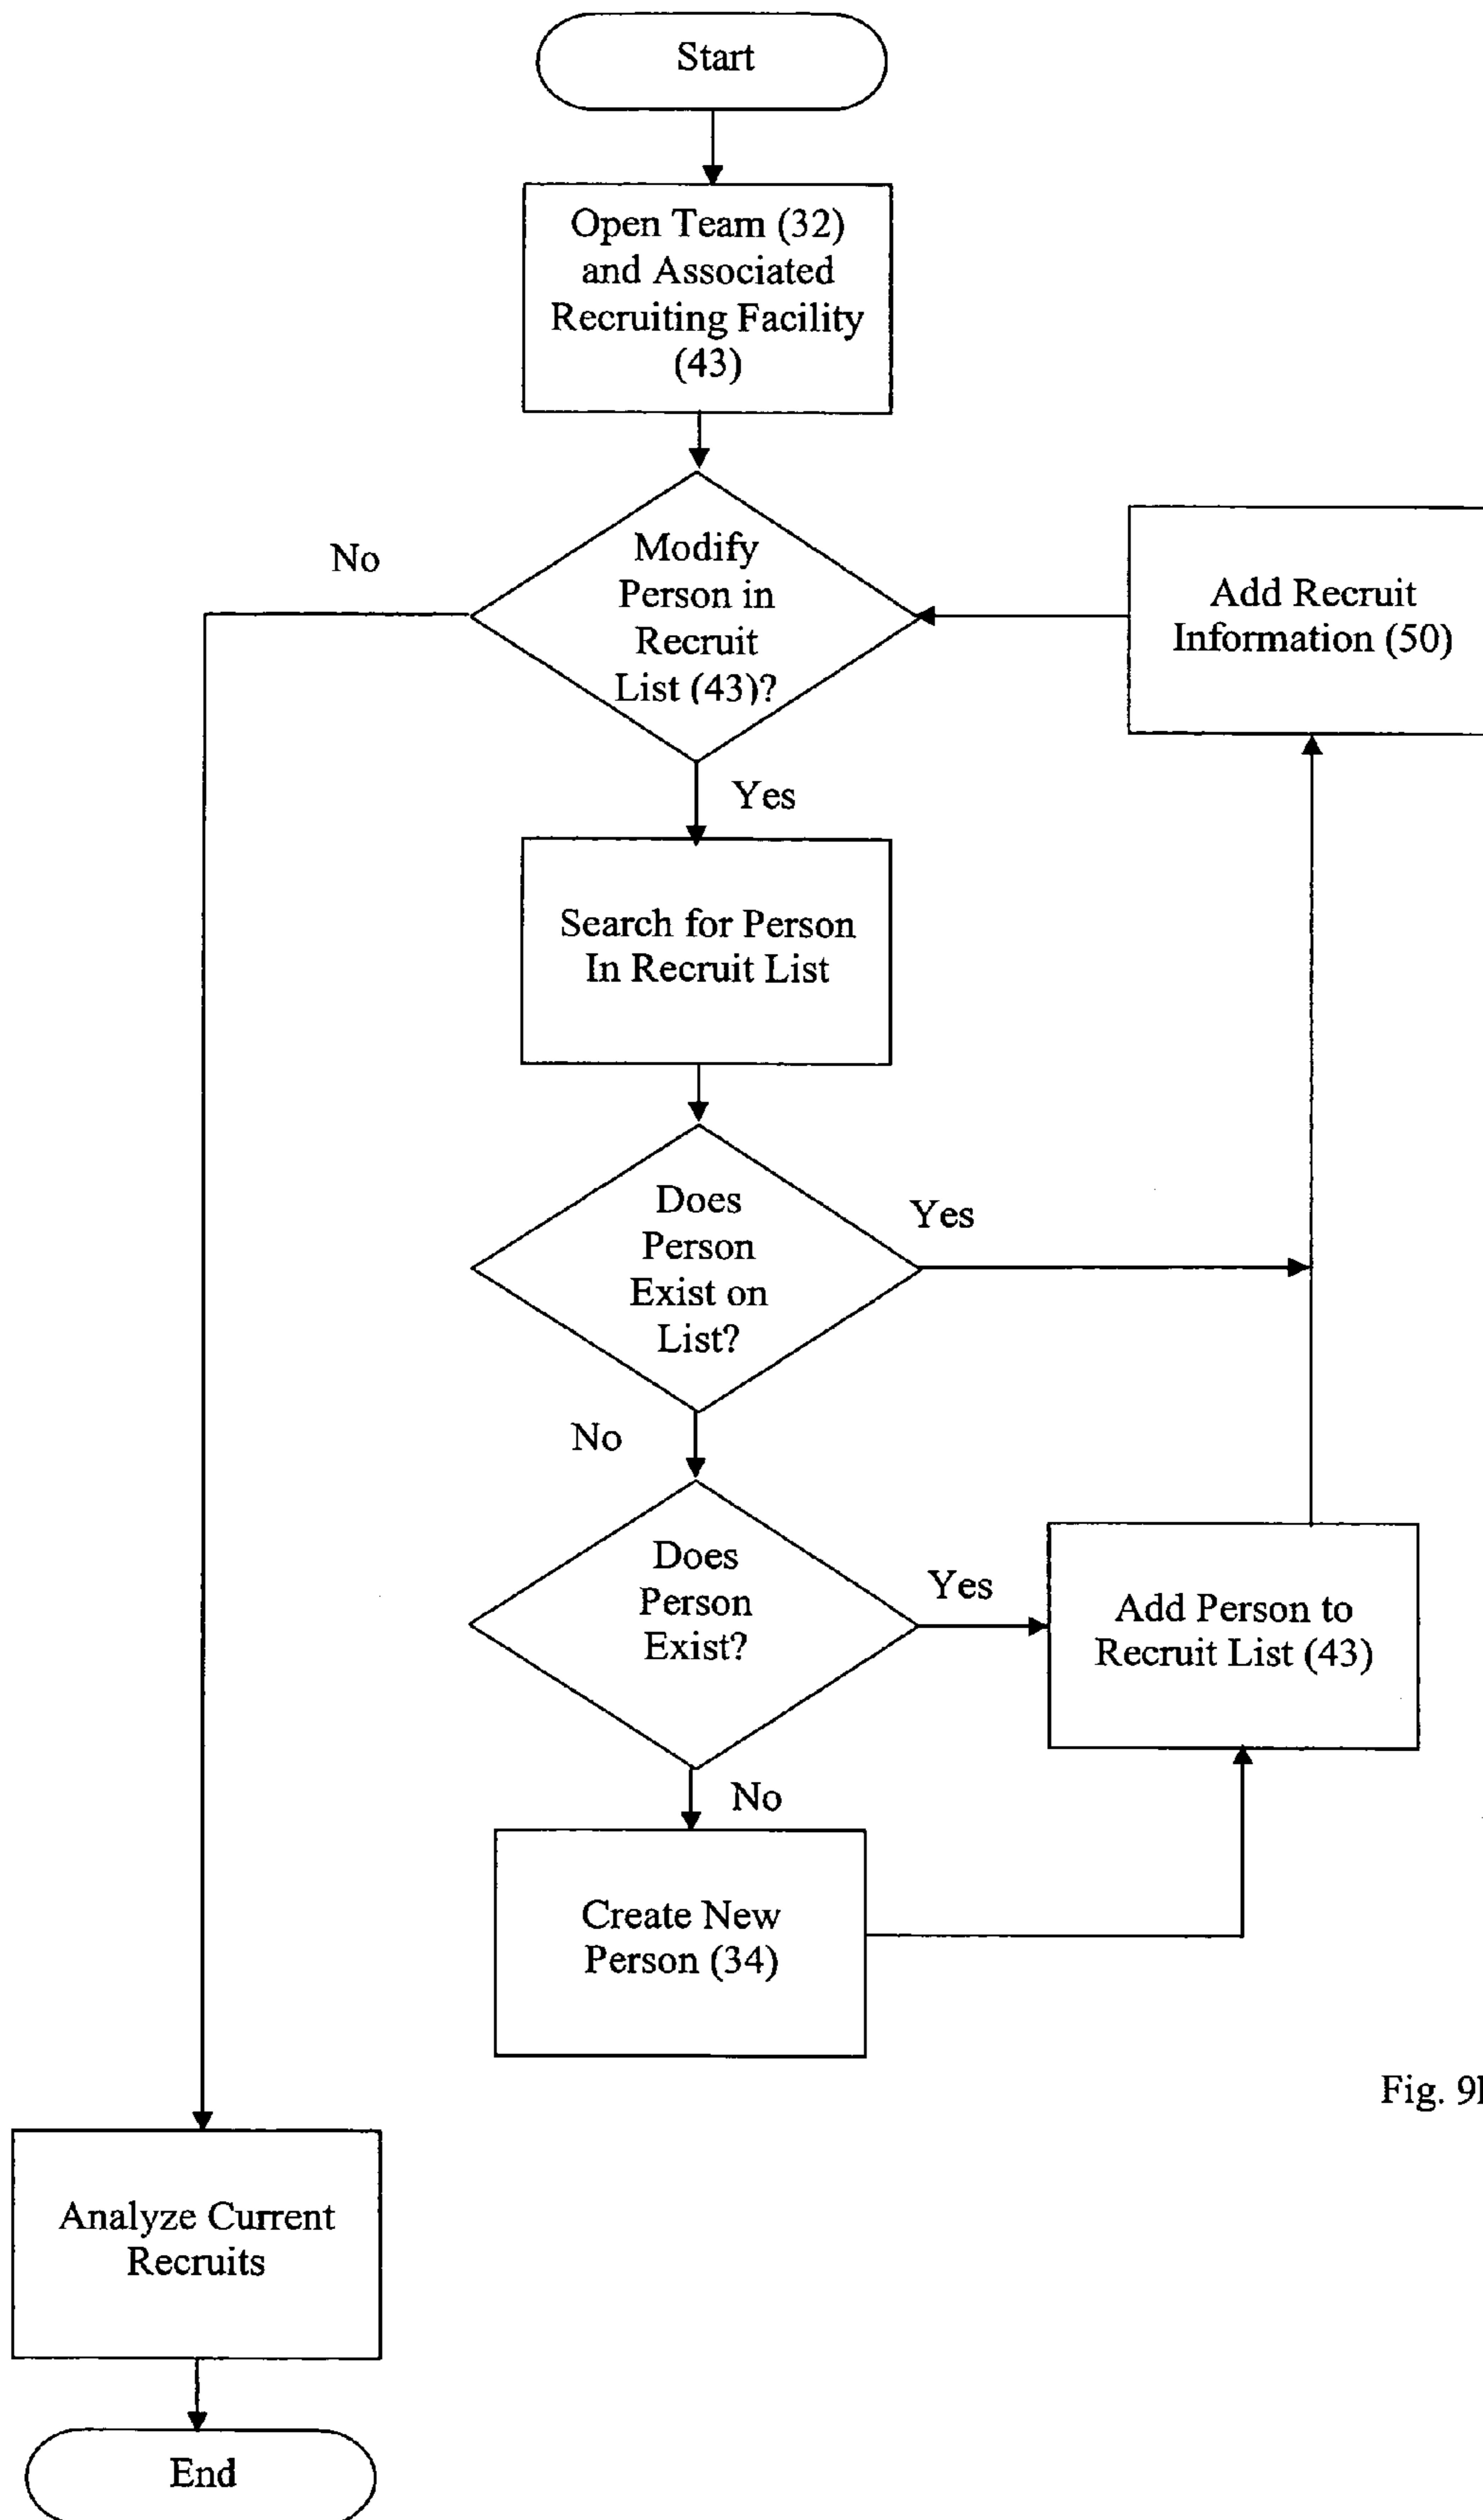 Start
Open Team (32)
and Associated
Recruiting Facility
(43)
No
Modify
Person in
Recruit
List (43)?
Add Recruit
Information (50)
Yes
Search for Person
In Recruit List
Does
Person
Exist on
List?
Yes
No
Does
Person
Exist?
Yes
Add Person to
Recruit List (43)
No
Create New
Person (34)
Fig.
Analyze Current
Recruits
End